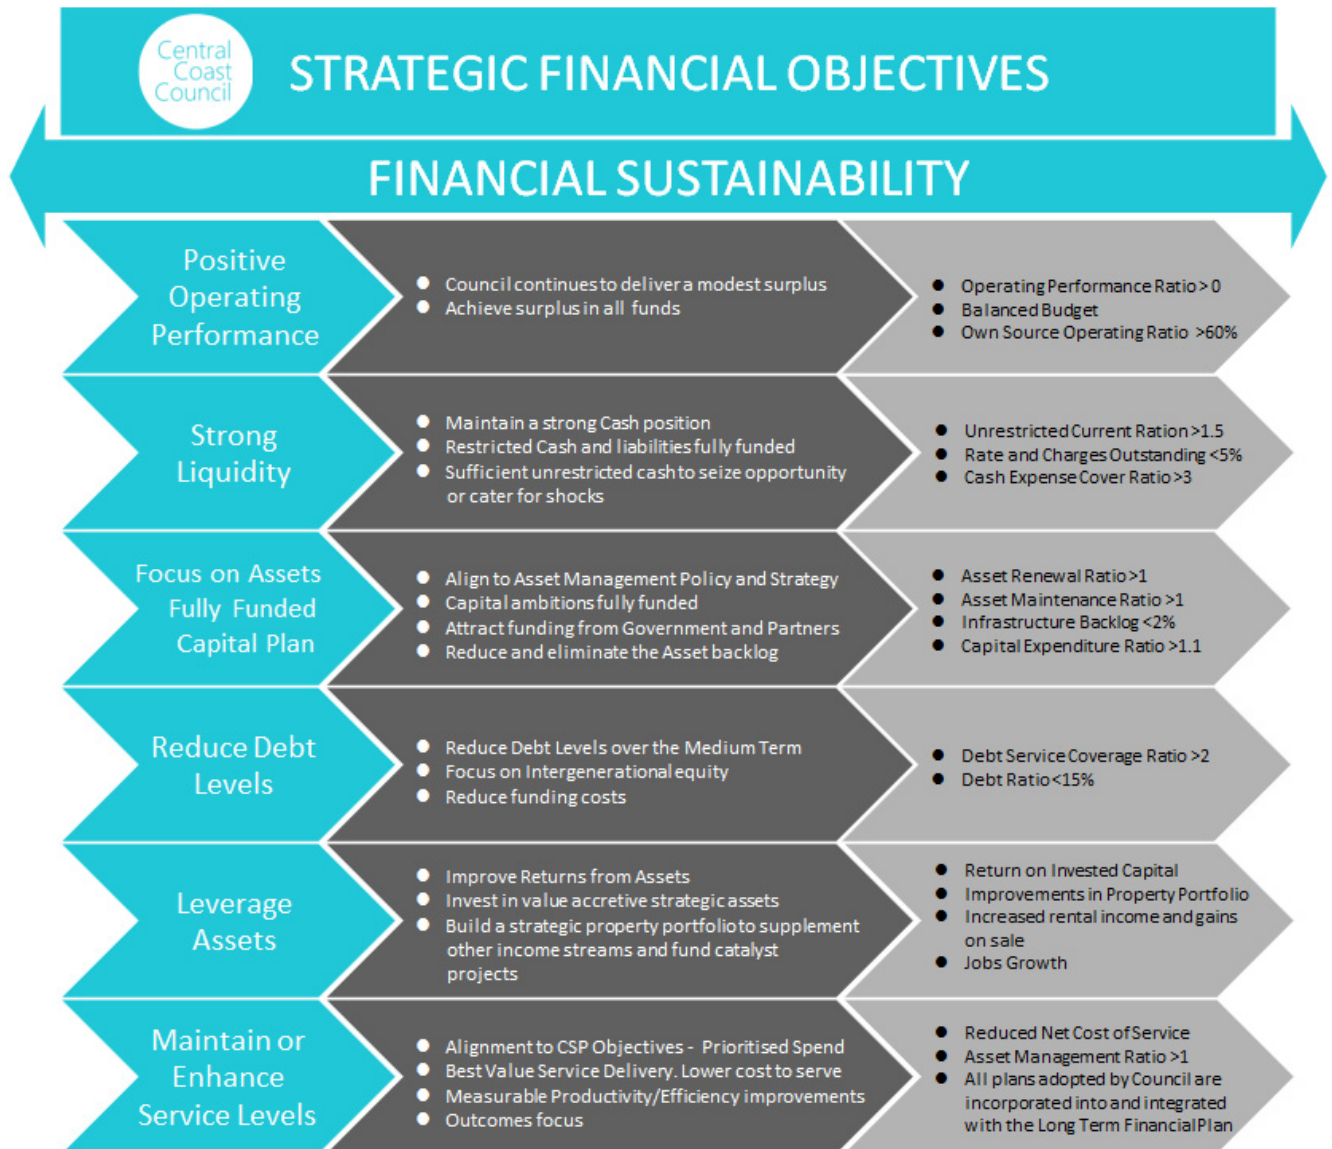 Central
Coast
Council
STRATEGIC FINANCIAL OBJECTIVES
FINANCIAL SUSTAINABILITY
Positive
Operating
Performance
● Council continues to deliver a modest surplus
● Achieve surplus in all funds
● Operating Performance Ratio > 0
● Balanced Budget
● Own Source Operating Ratio >60%
Strong
Liquidity
● Maintain a strong Cash position
● Restricted Cash and liabilities fully funded
● Sufficient unrestricted cash to seize opportunity
or cater for shocks
● Unrestricted Current Ration >1.5
● Rate and Charges Outstanding <5%
● Cash Expense Cover Ratio >3
Focus on Assets
Fully Funded
Capital Plan
● Align to Asset Management Policy and Strategy
● Capital ambitions fully funded
● Attract funding from Government and Partners
● Reduce and eliminate the Asset backlog
● Asset Renewal Ratio >1
● Asset Maintenance Ratio >1
● Infrastructure Backlog <2%
● Capital Expenditure Ratio >1.1
Reduce Debt
Levels
● Reduce Debt Levels over the Medium Term
● Focus on Intergenerational equity
● Reduce funding costs
● Debt Service Coverage Ratio >2
● Debt Ratio <15%
Leverage
Assets
● Improve Returns from Assets
● Invest in value accretive strategic assets
● Build a strategic property portfolio to supplement
other income streams and fund catalyst
projects
● Return on Invested Capital
● Improvements in Property Portfolio
● Increased rental income and gains
on sale
● Jobs Growth
Maintain or
Enhance
Service Levels
● Alignment to CSP Objectives - Prioritised Spend
● Best Value Service Delivery. Lower cost to serve
● Measurable Productivity/Efficiency improvements
● Outcomes focus
● Reduced Net Cost of Service
● Asset Management Ratio >1
● All plans adopted by Council are
incorporated into and integrated
with the Long Term Financial Plan